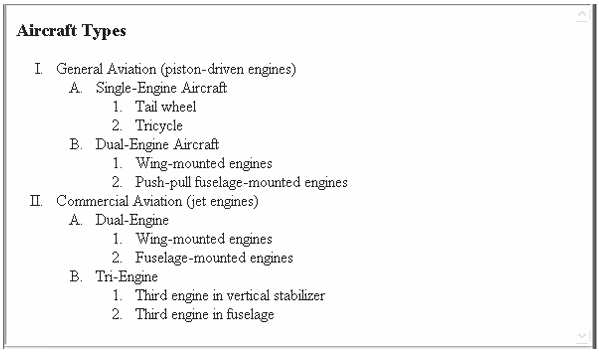 Aircraft Types
I. General Aviation (piston-driven engines)
A. Single-Engine Aircraft
1. Tail wheel
2. Tricycle
B. Dual-Engine Aircraft
1. Wing-mounted engines
2. Push-pull fuselage-mounted engines
II. Commercial Aviation (jet engines)
A. Dual-Engine
1. Wing-mounted engines
2. Fuselage-mounted engines
B. Tri-Engine
1. Third engine in vertical stabilizer
2. Third engine in fuselage